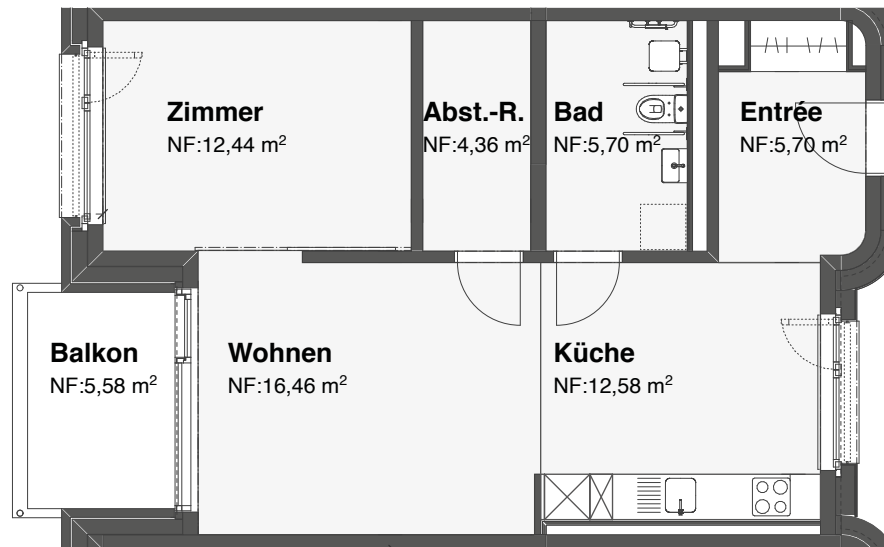 Zimmer
NF:12,44 m²
Abst.-R.
NF:4,36 m²
Bad
NF:5,70 m²
Entrée
NF:5,70 m²
Balkon
NF:5,58 m²
Wohnen
NF:16,46 m²
Küche
NF:12,58 m²